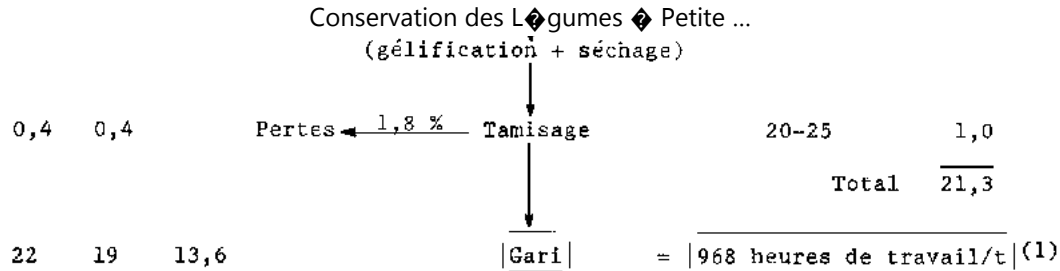 Conservation des L�gumes � Petite ...
(gélification + séchage)
0,4 0,4 Pertes 1,8 % Tamisage 20-25 1,0
Total 21,3
22 19 13,6 |Gari| = |968 heures de travail/t|(1)